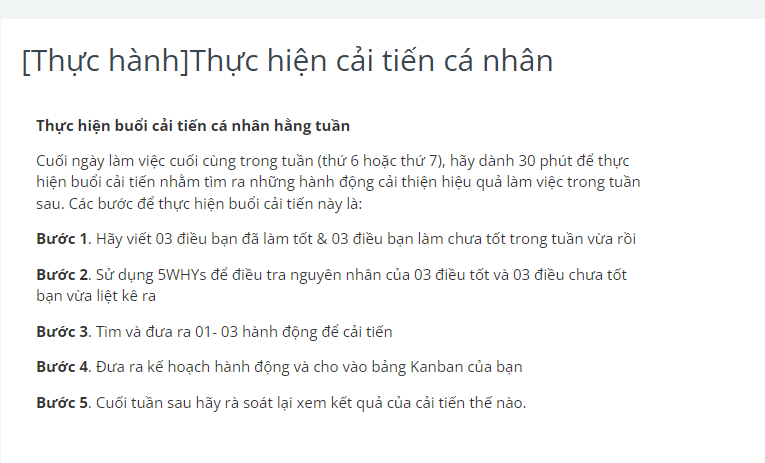 [Thực hành]Thực hiện cải tiến cá nhân
Thực hiện buổi cải tiến cá nhân hằng tuần
Cuối ngày làm việc cuối cùng trong tuần (thứ 6 hoặc thứ 7), hãy dành 30 phút để thực
hiện buổi cải tiến nhằm tìm ra những hành động cải thiện hiệu quả làm việc trong tuần
sau. Các bước để thực hiện buổi cải tiến này là:
Bước 1. Hãy viết 03 điều bạn đã làm tốt & 03 điều bạn làm chưa tốt trong tuần vừa rồi
Bước 2. Sử dụng 5WHYs để điều tra nguyên nhân của 03 điều tốt và 03 điều chưa tốt
bạn vừa liệt kê ra
Bước 3. Tìm và đưa ra 01- 03 hành động để cải tiến
Bước 4. Đưa ra kế hoạch hành động và cho vào bảng Kanban của bạn
Bước 5. Cuối tuần sau hãy rà soát lại xem kết quả của cải tiến thế nào.